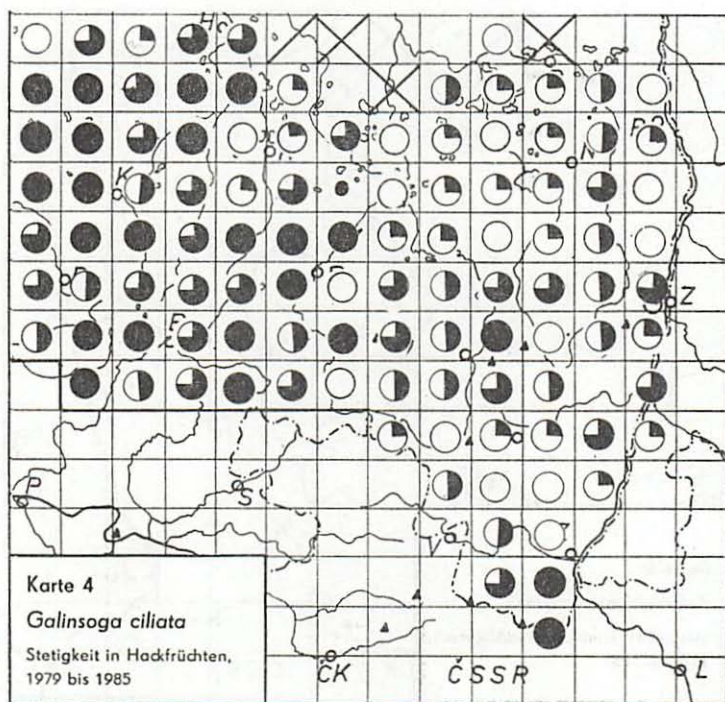 H
K
N
Z
F
P
S
V
Karte 4
Galinsoga ciliata
Stetigkeit in Hackfrüchten,
1979 bis 1985
ČK ČSSR L